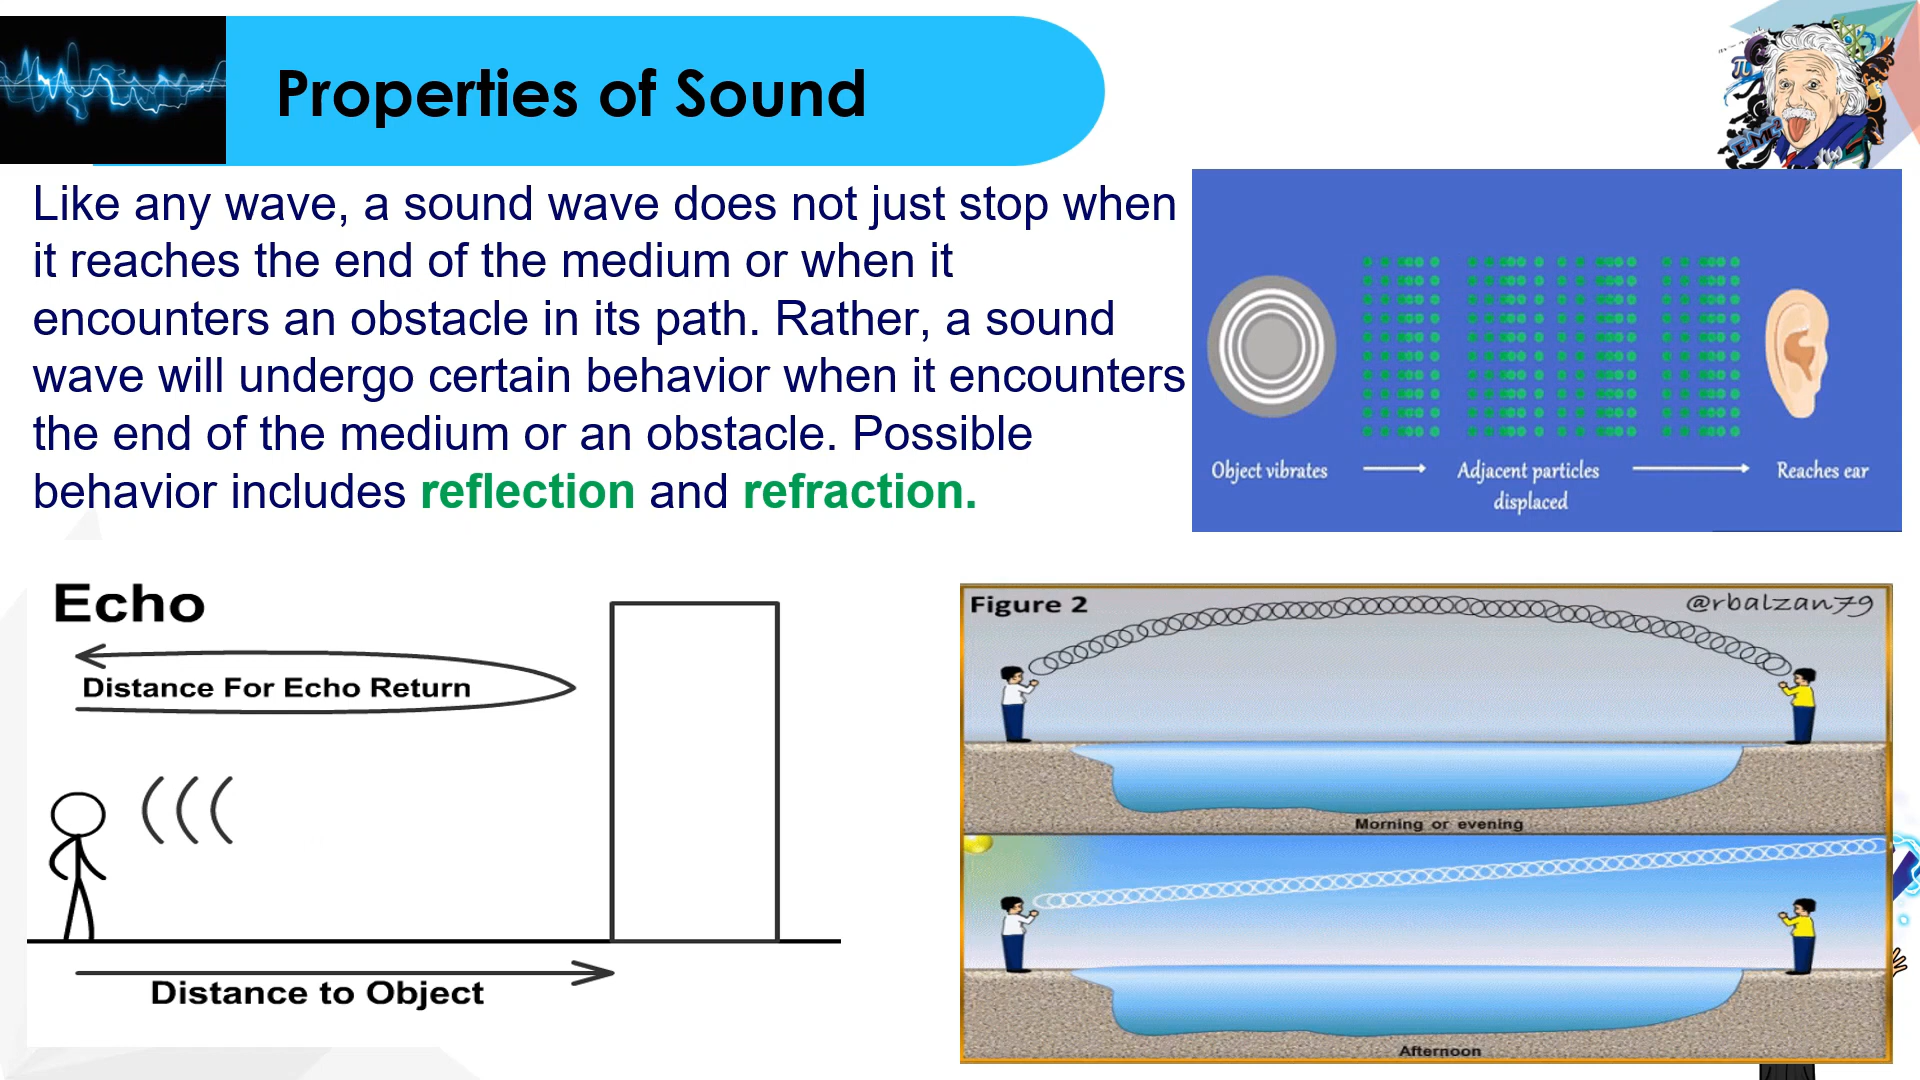 Properties of Sound
Like any wave, a sound wave does not just stop when
it reaches the end of the medium or when it
encounters an obstacle in its path. Rather, a sound
wave will undergo certain behavior when it encounters
the end of the medium or an obstacle. Possible
behavior includes reflection and refraction.
Object vibrates
Adjacent particles
displaced
Reaches ear
Echo
Distance For Echo Return
Distance to Object
Figure 2
@rbalzan79
Morning or evening
Afternoon